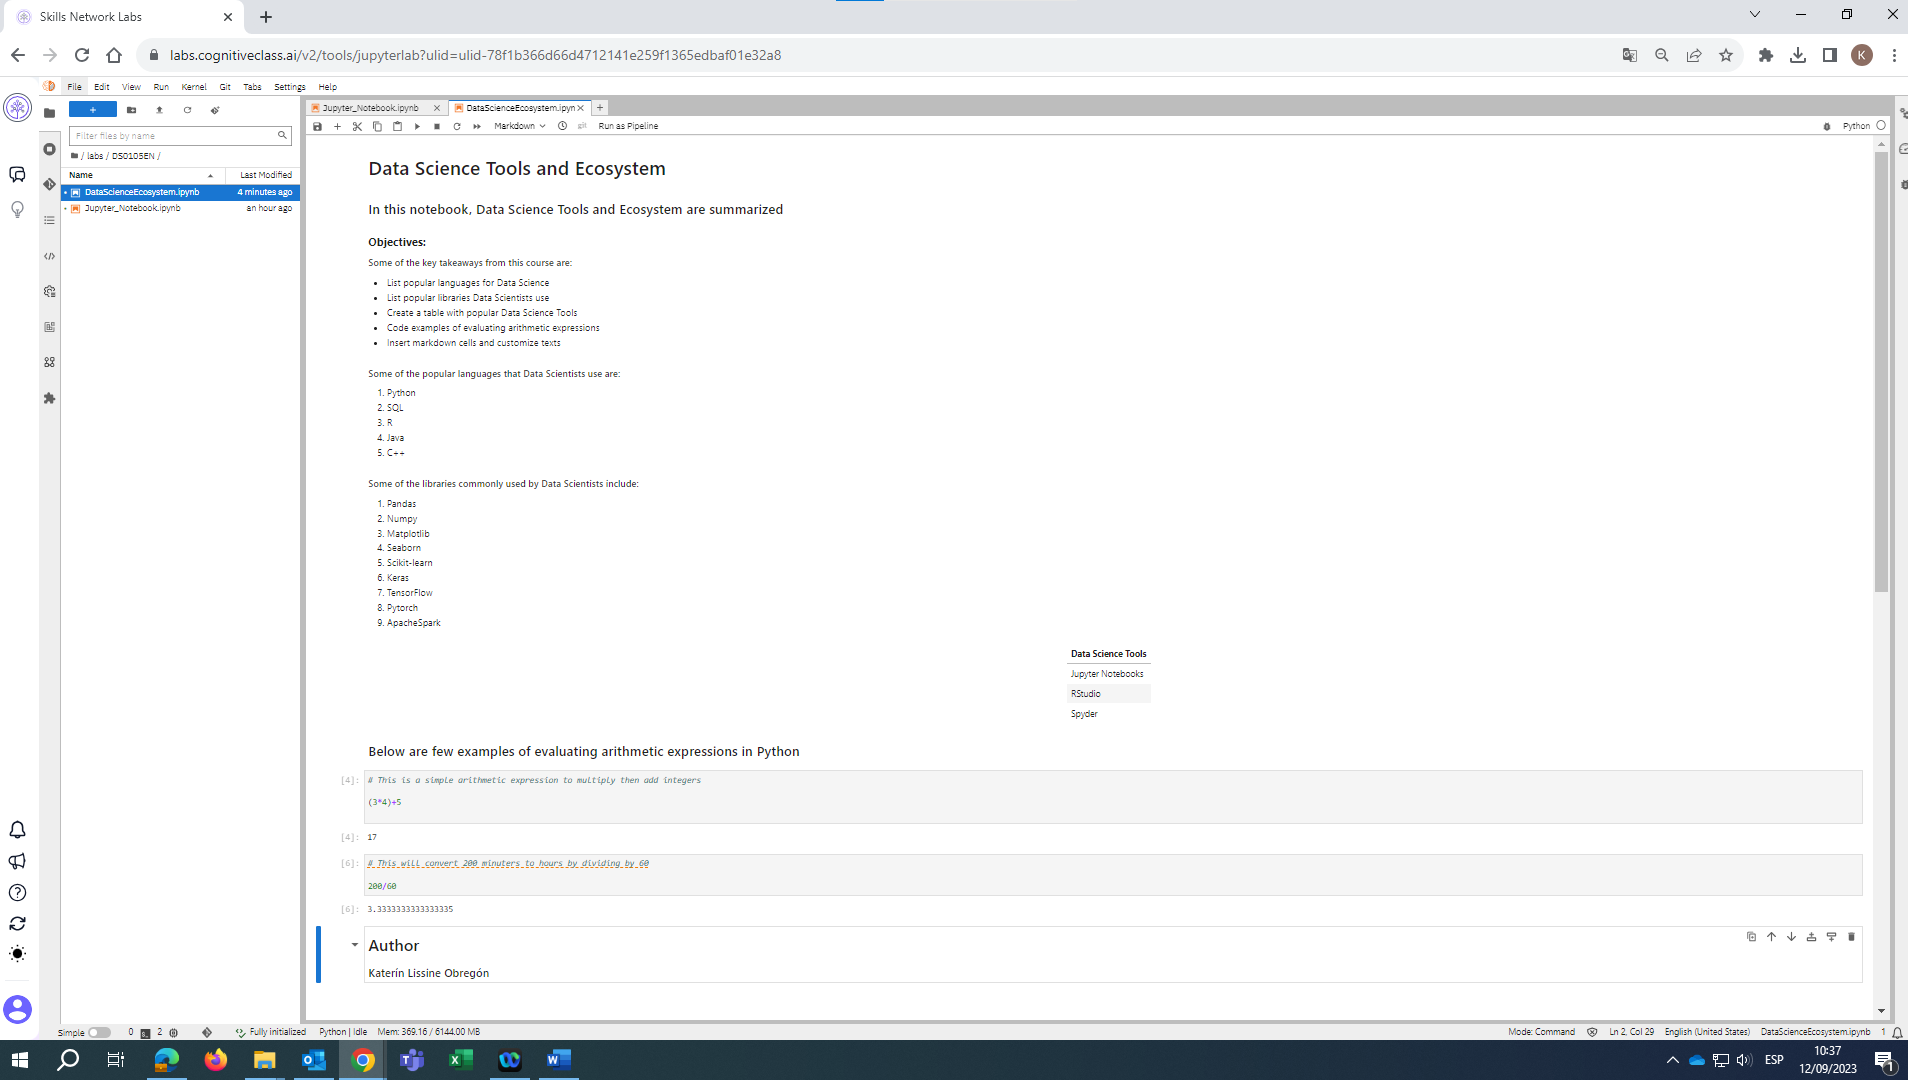 Skills Network Labs
labs.cognitiveclass.ai/v2/tools/jupyterlab?ulid=ulid-78f1b366d66d4712141e259f1365edbaf01e32a8
K
File Edit View Run Kernel Git Tabs Settings Help
Jupyter_Notebook.ipynb
DataScienceEcosystem.ipyn
Filter files by name
/ labs / DS0105EN /
Name Last Modified
DataScienceEcosystem.ipynb 4 minutes ago
Jupyter_Notebook.ipynb an hour ago
Markdown
git
Run as Pipeline
Python
Data Science Tools and Ecosystem
In this notebook, Data Science Tools and Ecosystem are summarized
Objectives:
Some of the key takeaways from this course are:
• List popular languages for Data Science
• List popular libraries Data Scientists use
• Create a table with popular Data Science Tools
• Code examples of evaluating arithmetic expressions
• Insert markdown cells and customize texts
Some of the popular languages that Data Scientists use are:
1. Python
2. SQL
3. R
4. Java
5. C++
Some of the libraries commonly used by Data Scientists include:
1. Pandas
2. Numpy
3. Matplotlib
4. Seaborn
5. Scikit-learn
6. Keras
7. TensorFlow
8. Pytorch
9. ApacheSpark
Data Science Tools
Jupyter Notebooks
RStudio
Spyder
Below are few examples of evaluating arithmetic expressions in Python
[4]: # This is a simple arithmetic expression to multiply then add integers
(3*4)+5
[4]: 17
[6]: # This will convert 200 minuters to hours by dividing by 60
200/60
[6]: 3.3333333333333335
Author
Katerín Lissine Obregón
Simple 0 2 Fully initialized Python | Idle Mem: 369.16 / 6144.00 MB
Mode: Command Ln 2, Col 29 English (United States) DataScienceEcosystem.ipynb 1
ESP
10:37
12/09/2023
1